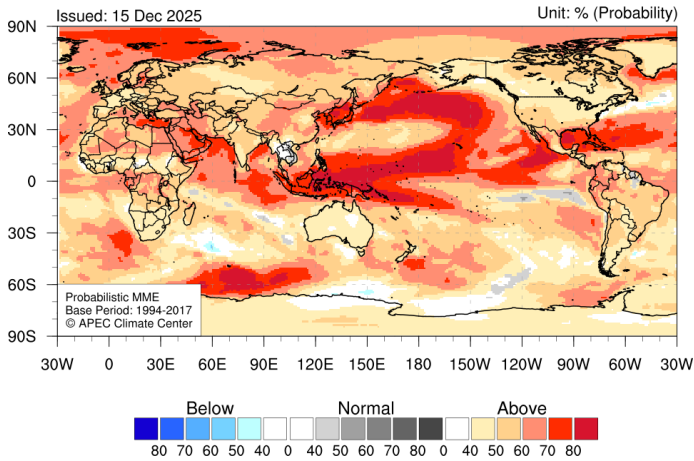 Issued: 15 Dec 2025
Unit: % (Probability)
90N
60N
30N
0
30S
60S
90S
Probabilistic MME
Base Period: 1994-2017
© APEC Climate Center
30W 0 30E 60E 90E 120E 150E 180 150W 120W 90W 60W 30W
Below Normal Above
80 70 60 50 40 0 40 50 60 70 80 0 40 50 60 70 80